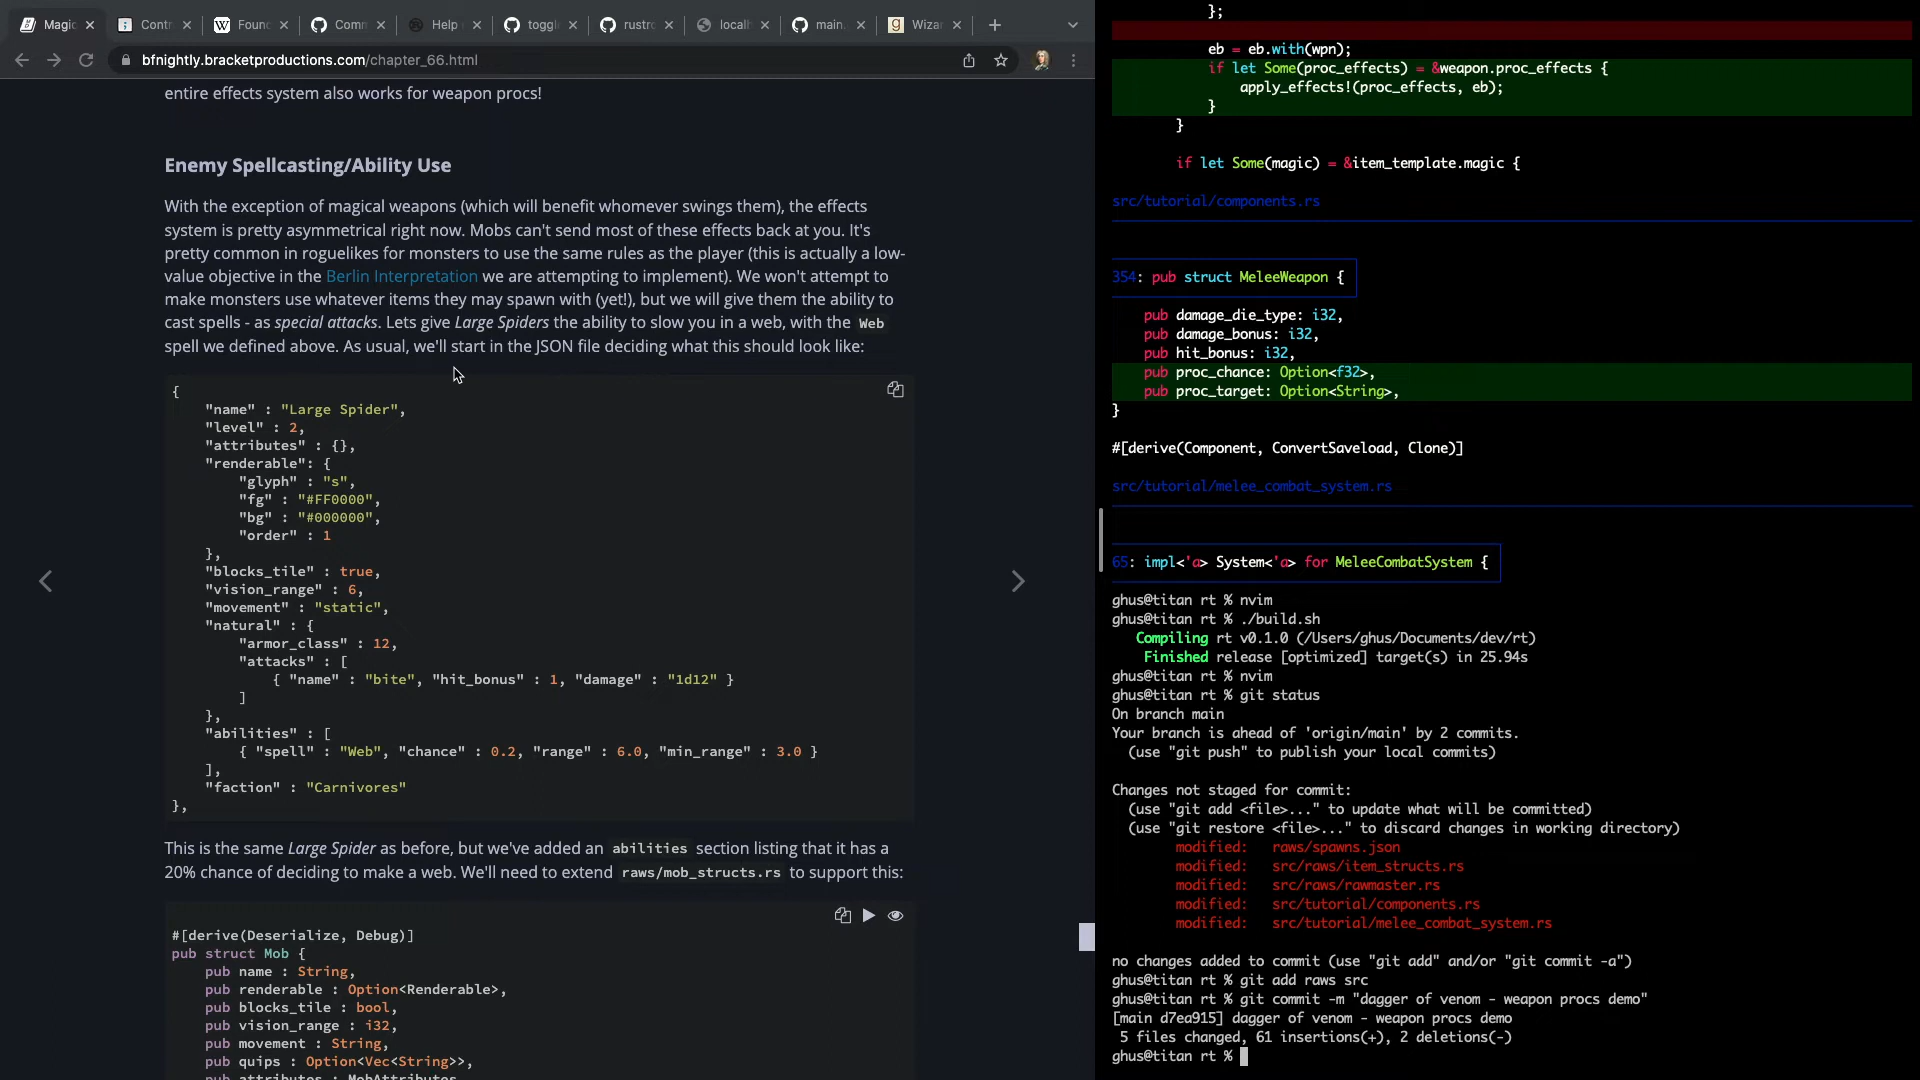 Magic
Contr
Found
Comm
Help
toggl
rustro
localh
main.
Wizar
bfnightly.bracketproductions.com/chapter_66.html
entire effects system also works for weapon procs!
Enemy Spellcasting/Ability Use
With the exception of magical weapons (which will benefit whomever swings them), the effects
system is pretty asymmetrical right now. Mobs can't send most of these effects back at you. It's
pretty common in roguelikes for monsters to use the same rules as the player (this is actually a low-
value objective in the Berlin Interpretation we are attempting to implement). We won't attempt to
make monsters use whatever items they may spawn with (yet!), but we will give them the ability to
cast spells - as special attacks. Lets give Large Spiders the ability to slow you in a web, with the Web
spell we defined above. As usual, we'll start in the JSON file deciding what this should look like:
{
"name" : "Large Spider",
"level" : 2,
"attributes" : {},
"renderable": {
"glyph" : "s",
"fg" : "#FF0000",
"bg" : "#000000",
"order" : 1
},
"blocks_tile" : true,
"vision_range" : 6,
"movement" : "static",
"natural" : {
"armor_class" : 12,
"attacks" : [
{ "name" : "bite", "hit_bonus" : 1, "damage" : "1d12" }
]
},
"abilities" : [
{ "spell" : "Web", "chance" : 0.2, "range" : 6.0, "min_range" : 3.0 }
],
"faction" : "Carnivores"
},
This is the same Large Spider as before, but we've added an abilities section listing that it has a
20% chance of deciding to make a web. We'll need to extend raws/mob_structs.rs to support this:
#[derive(Deserialize, Debug)]
pub struct Mob {
pub name : String,
pub renderable : Option<Renderable>,
pub blocks_tile : bool,
pub vision_range : i32,
pub movement : String,
pub quips : Option<Vec<String>>,
pub attributes : MobAttributes
};
eb = eb.with(wpn);
if let Some(proc_effects) = &weapon.proc_effects {
apply_effects!(proc_effects, eb);
}
}
if let Some(magic) = &item_template.magic {
src/tutorial/components.rs
354: pub struct MeleeWeapon {
pub damage_die_type: i32,
pub damage_bonus: i32,
pub hit_bonus: i32,
pub proc_chance: Option<f32>,
pub proc_target: Option<String>,
}
#[derive(Component, ConvertSaveload, Clone)]
src/tutorial/melee_combat_system.rs
65: impl<'a> System<'a> for MeleeCombatSystem {
ghus@titan rt % nvim
ghus@titan rt % ./build.sh
Compiling rt v0.1.0 (/Users/ghus/Documents/dev/rt)
Finished release [optimized] target(s) in 25.94s
ghus@titan rt % nvim
ghus@titan rt % git status
On branch main
Your branch is ahead of 'origin/main' by 2 commits.
(use "git push" to publish your local commits)
Changes not staged for commit:
(use "git add <file>..." to update what will be committed)
(use "git restore <file>..." to discard changes in working directory)
modified: raws/spawns.json
modified: src/raws/item_structs.rs
modified: src/raws/rawmaster.rs
modified: src/tutorial/components.rs
modified: src/tutorial/melee_combat_system.rs
no changes added to commit (use "git add" and/or "git commit -a")
ghus@titan rt % git add raws src
ghus@titan rt % git commit -m "dagger of venom - weapon procs demo"
[main d7ea915] dagger of venom - weapon procs demo
5 files changed, 61 insertions(+), 2 deletions(-)
ghus@titan rt %